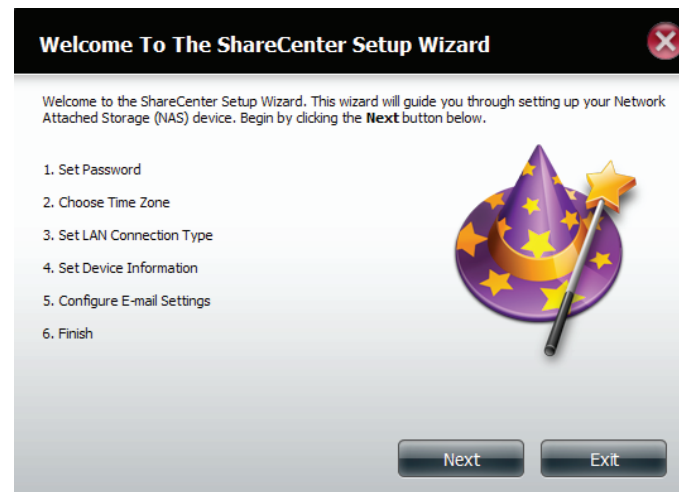 Welcome To The ShareCenter Setup Wizard
Welcome to the ShareCenter Setup Wizard. This wizard will guide you through setting up your Network
Attached Storage (NAS) device. Begin by clicking the Next button below.
1. Set Password
2. Choose Time Zone
3. Set LAN Connection Type
4. Set Device Information
5. Configure E-mail Settings
6. Finish
Next
Exit